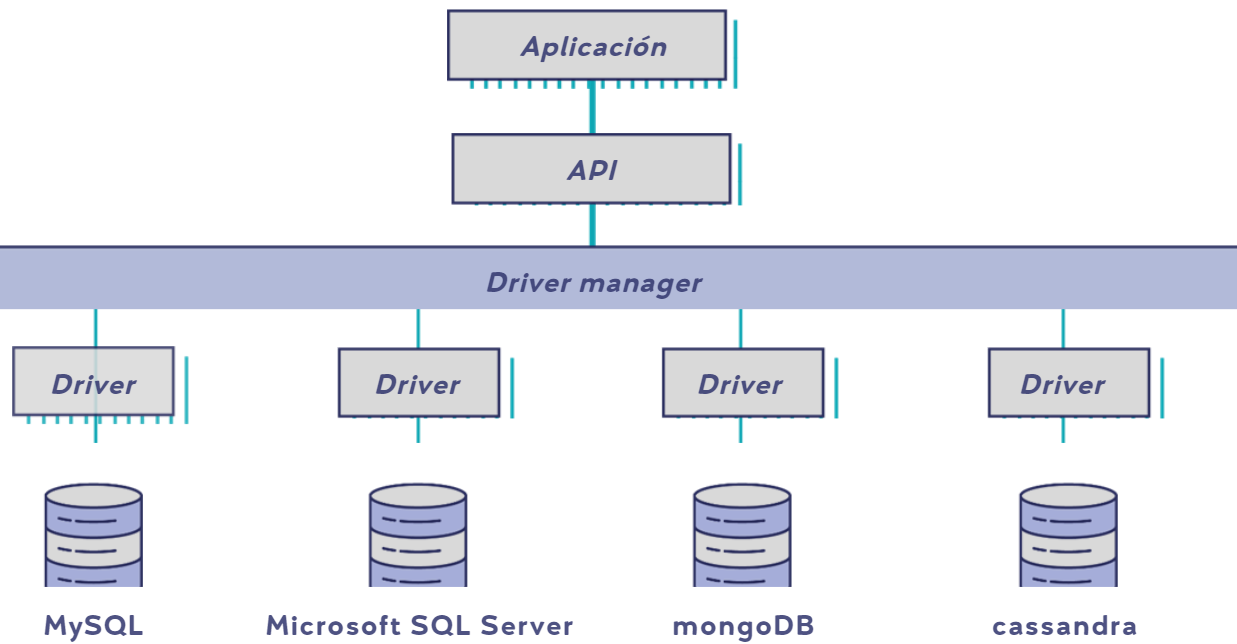 Aplicación
API
Driver manager
Driver
Driver
Driver
Driver
MySQL
Microsoft SQL Server
mongoDB
cassandra